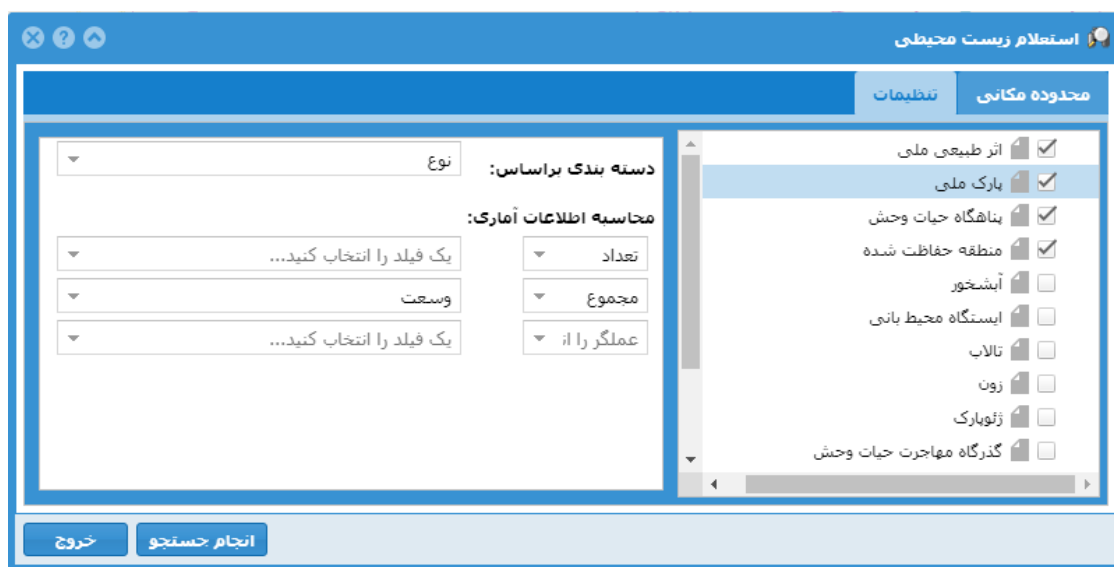 استعلام زیست محیطی
محدوده مکانی
تنظیمات
اثر طبیعی ملی
پارک ملی
پناهگاه حیات وحش
منطقه حفاظت شده
آبشخور
ایستگاه محیط بانی
تالاب
زون
ژئوپارک
گذرگاه مهاجرت حیات وحش
دسته بندی براساس: نوع
محاسبه اطلاعات آماری:
تعداد یک فیلد را انتخاب کنید...
مجموع وسعت
عملگر را یک فیلد را انتخاب کنید...
انجام جستجو
خروج